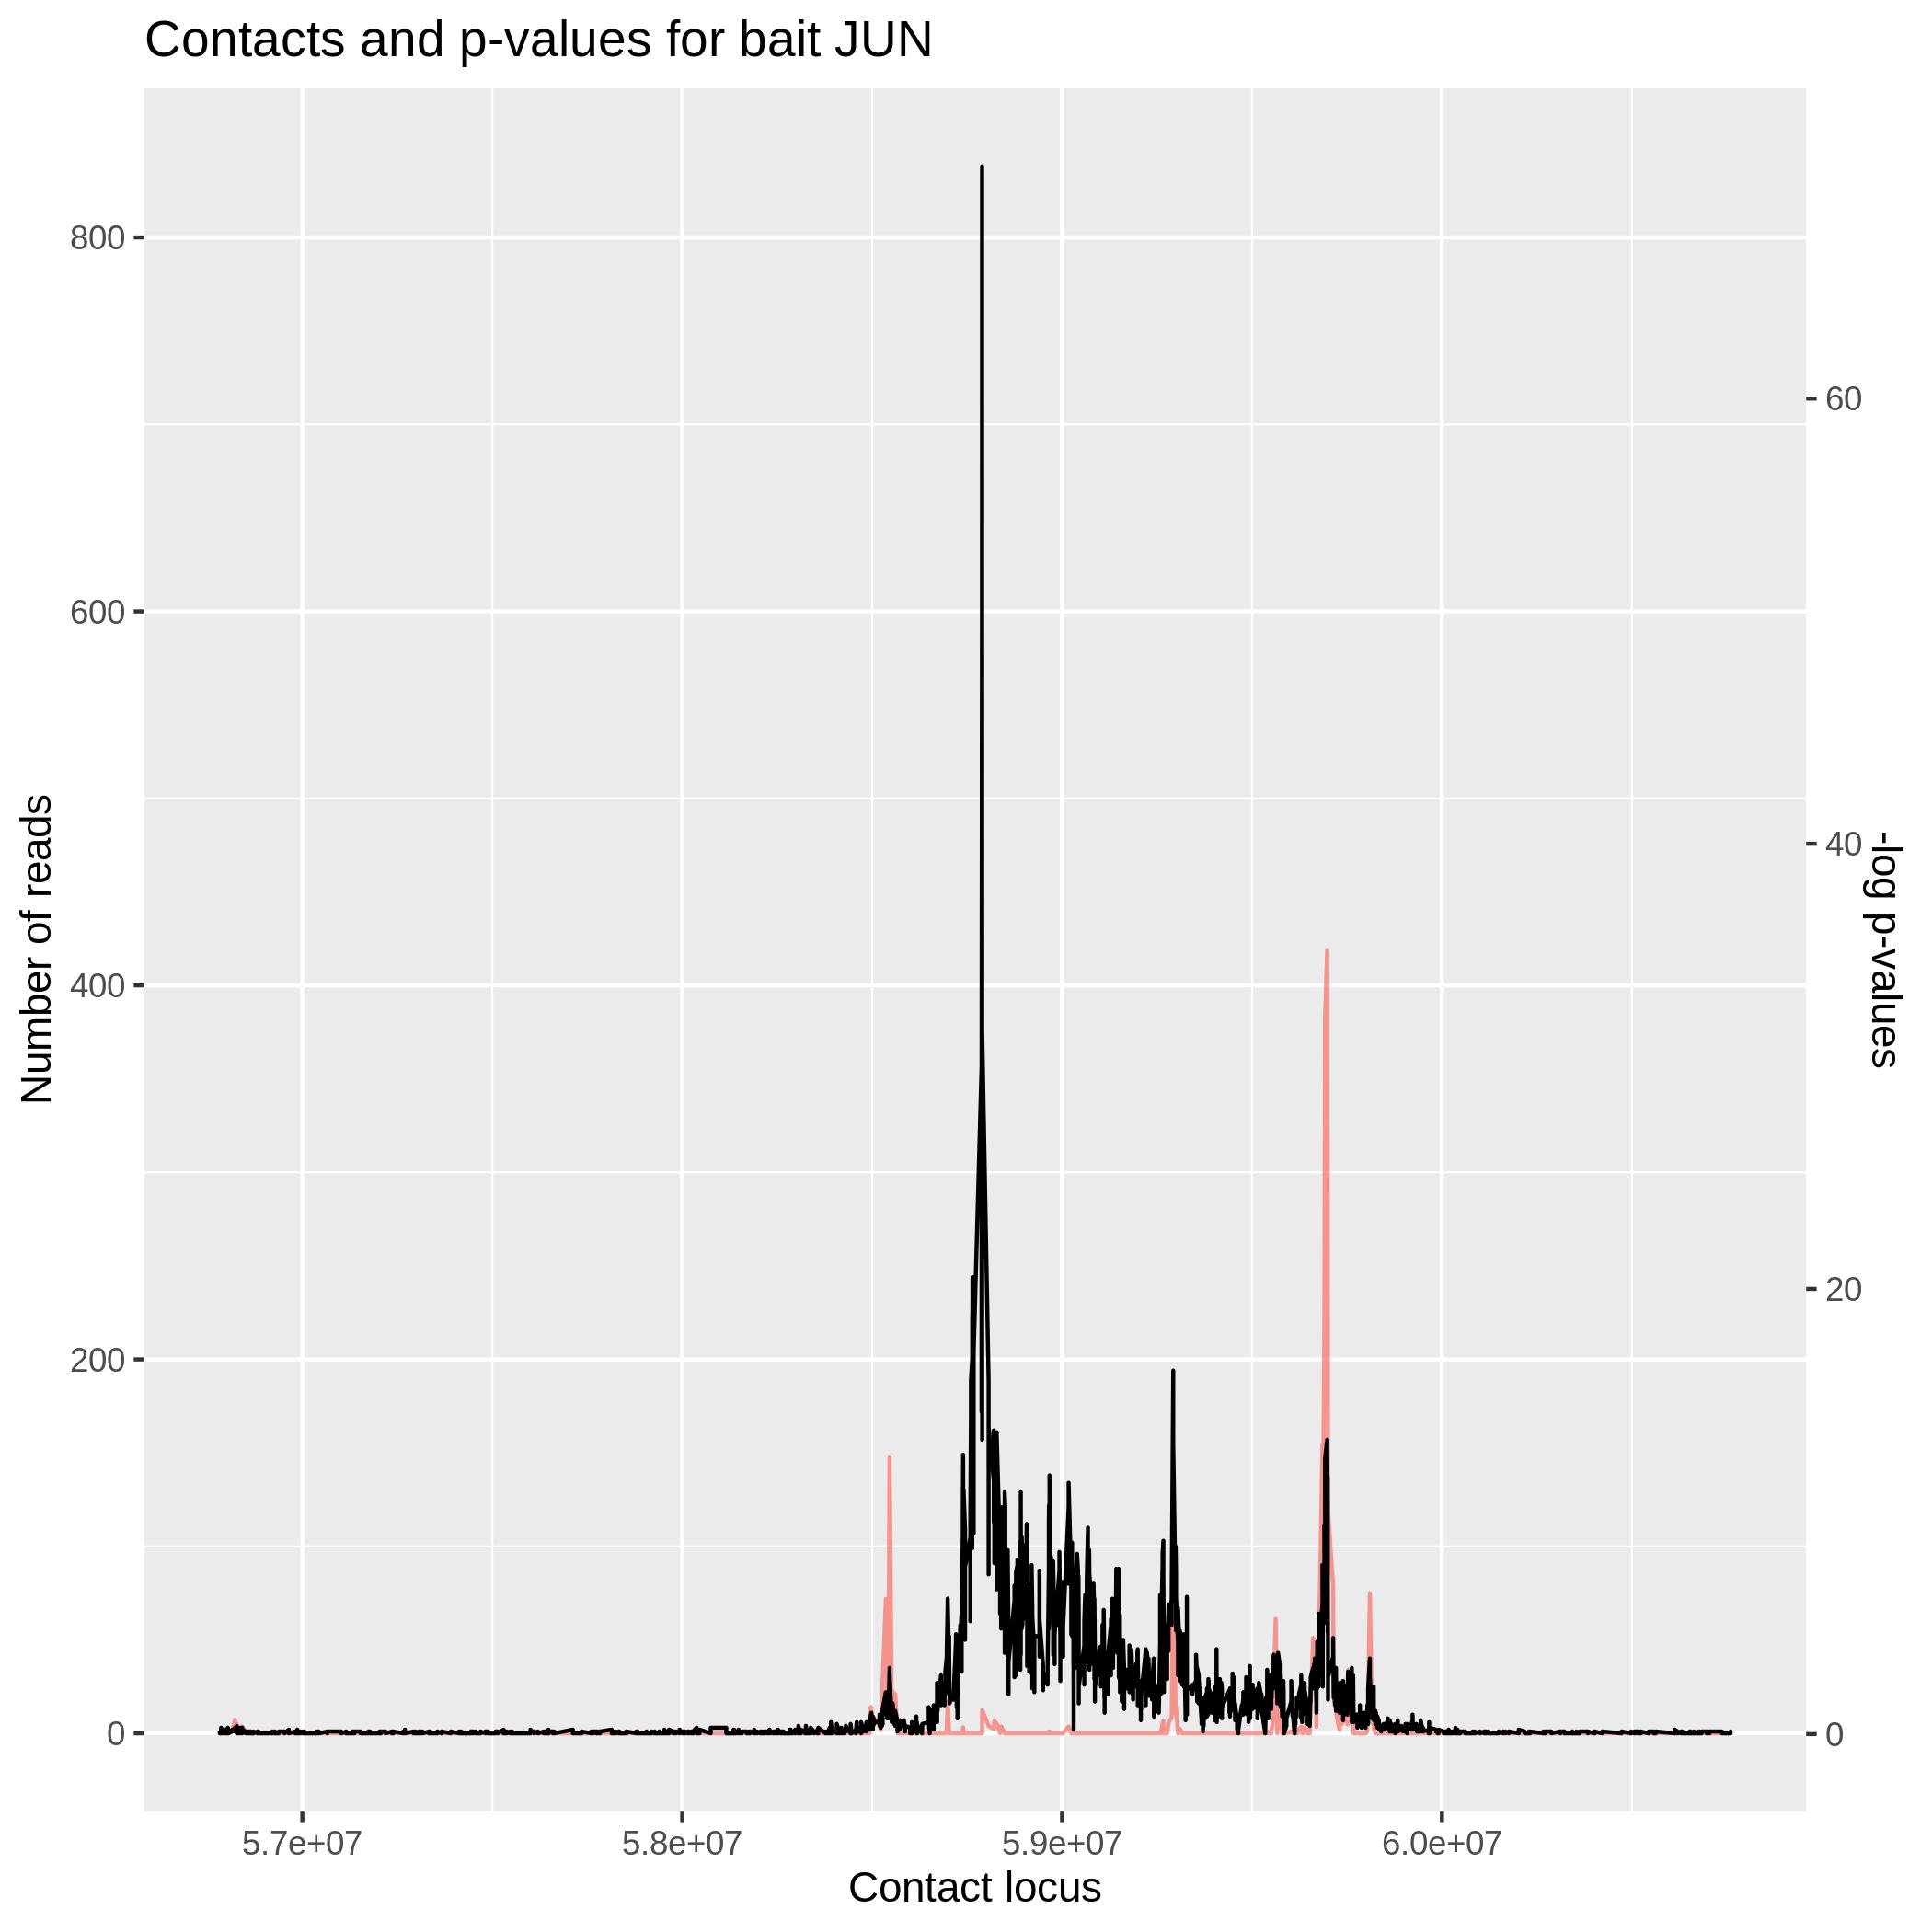 Contacts and p-values for bait JUN
800
600
400
200
0
Number of reads
60
40
20
0
-log p-values
5.7e+07
5.8e+07
5.9e+07
6.0e+07
Contact locus